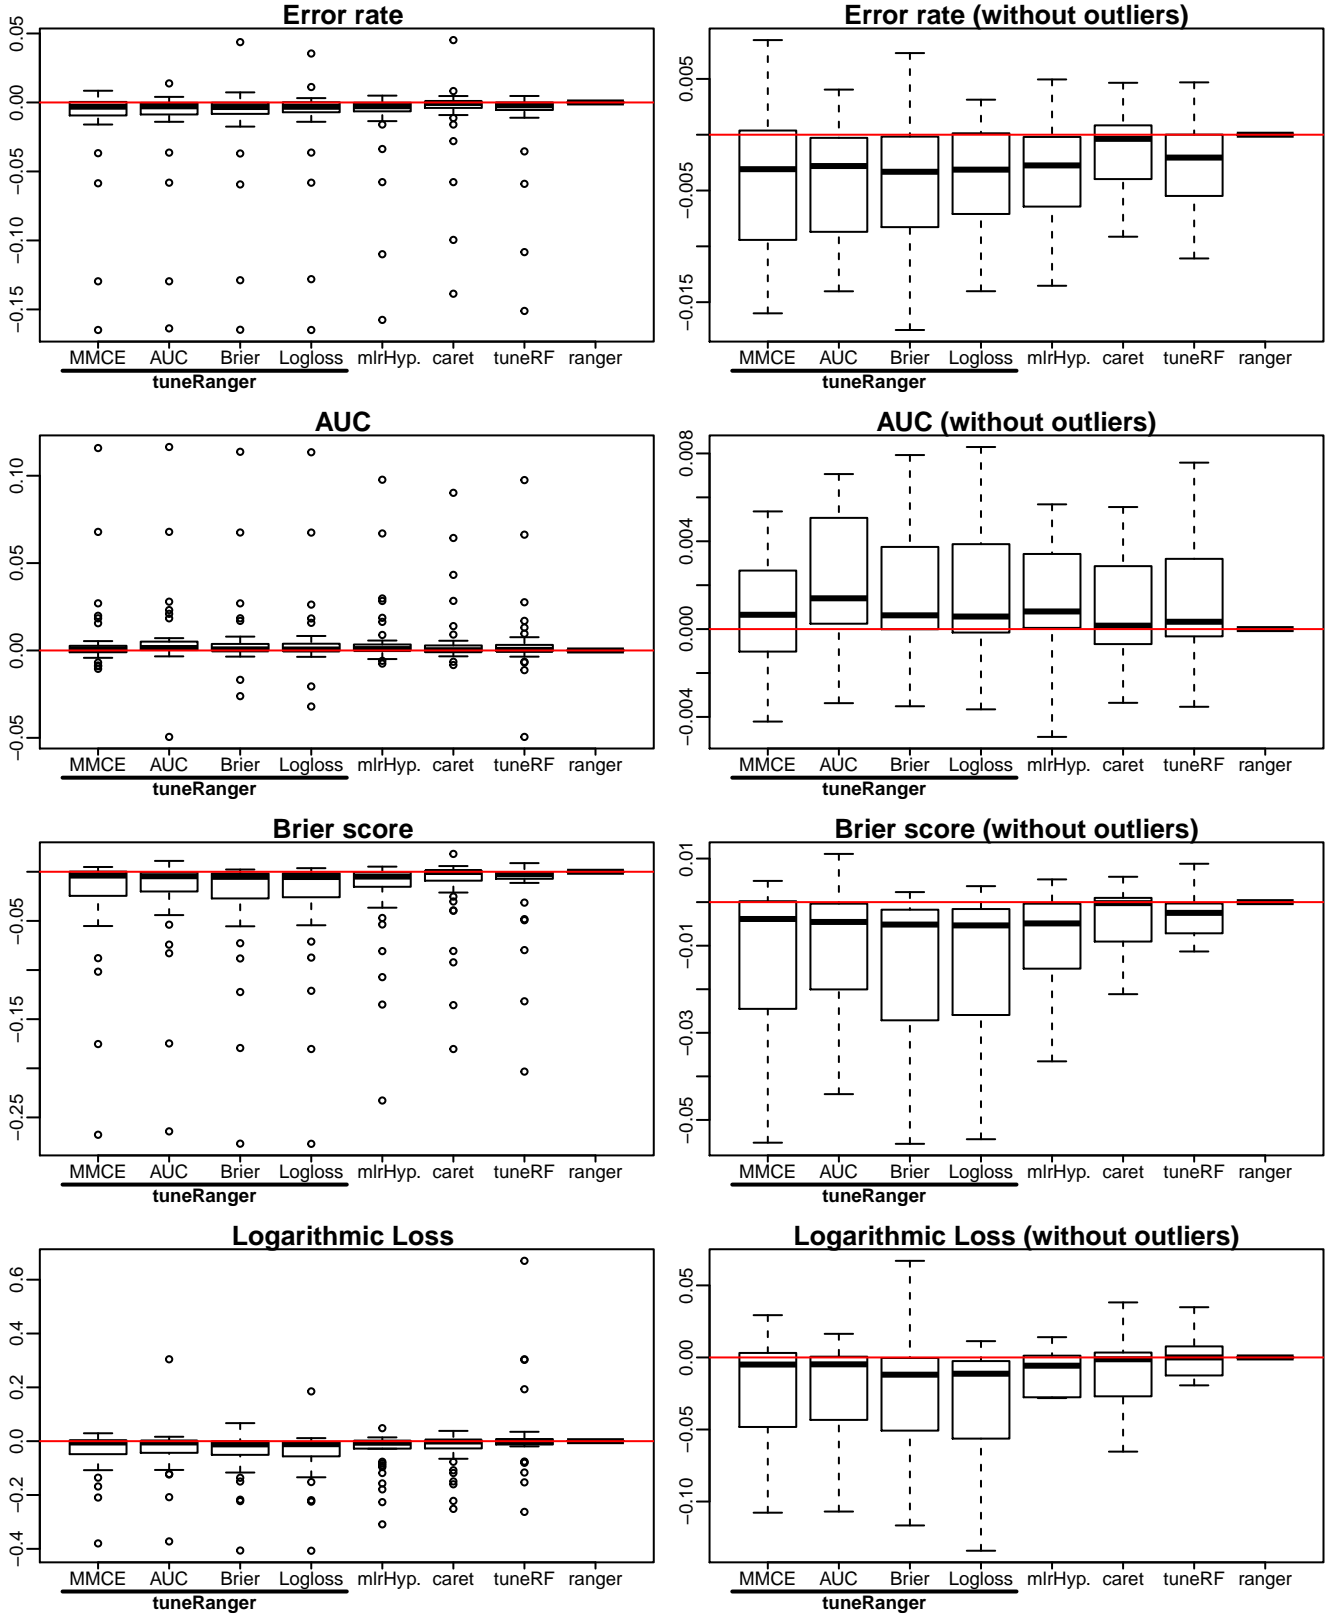 Error rate
0.05
0.00
−0.05
−0.10
−0.15
MMCE AUC Brier Logloss mlrHyp. caret tuneRF ranger
tuneRanger
Error rate (without outliers)
0.005
−0.005
−0.015
MMCE AUC Brier Logloss mlrHyp. caret tuneRF ranger
tuneRanger
AUC
0.10
0.05
0.00
−0.05
MMCE AUC Brier Logloss mlrHyp. caret tuneRF ranger
tuneRanger
AUC (without outliers)
0.008
0.004
0.000
−0.004
MMCE AUC Brier Logloss mlrHyp. caret tuneRF ranger
tuneRanger
Brier score
−0.05
−0.15
−0.25
MMCE AUC Brier Logloss mlrHyp. caret tuneRF ranger
tuneRanger
Brier score (without outliers)
0.01
−0.01
−0.03
−0.05
MMCE AUC Brier Logloss mlrHyp. caret tuneRF ranger
tuneRanger
Logarithmic Loss
0.6
0.4
0.2
0.0
−0.2
−0.4
MMCE AUC Brier Logloss mlrHyp. caret tuneRF ranger
tuneRanger
Logarithmic Loss (without outliers)
0.05
0.00
−0.05
−0.10
MMCE AUC Brier Logloss mlrHyp. caret tuneRF ranger
tuneRanger